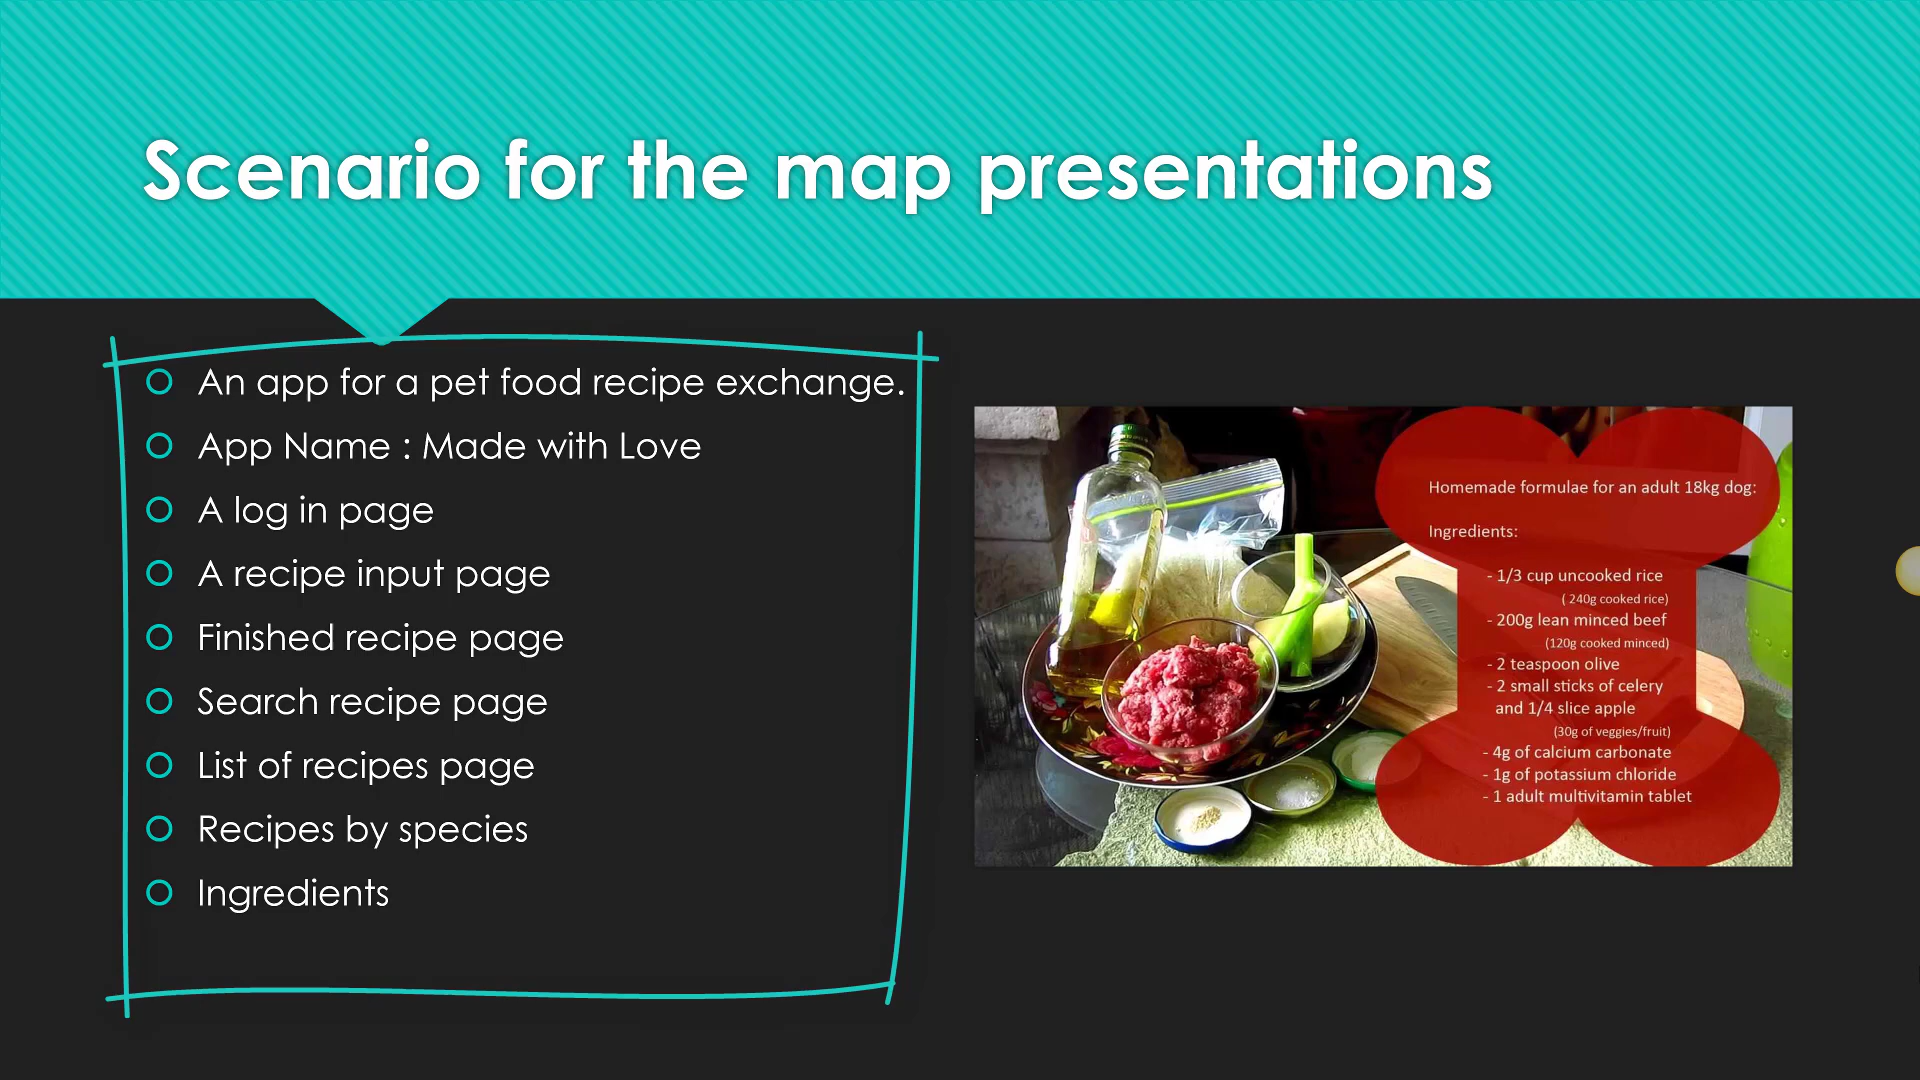 Scenario for the map presentations
An app for a pet food recipe exchange.
App Name : Made with Love
A log in page
A recipe input page
Finished recipe page
Search recipe page
List of recipes page
Recipes by species
Ingredients
Homemade formulae for an adult 18kg dog:
Ingredients:
- 1/3 cup uncooked rice
( 240g cooked rice)
- 200g lean minced beef
(120g cooked minced)
- 2 teaspoon olive
- 2 small sticks of celery
and 1/4 slice apple
(30g of veggies/fruit)
- 4g of calcium carbonate
- 1g of potassium chloride
- 1 adult multivitamin tablet